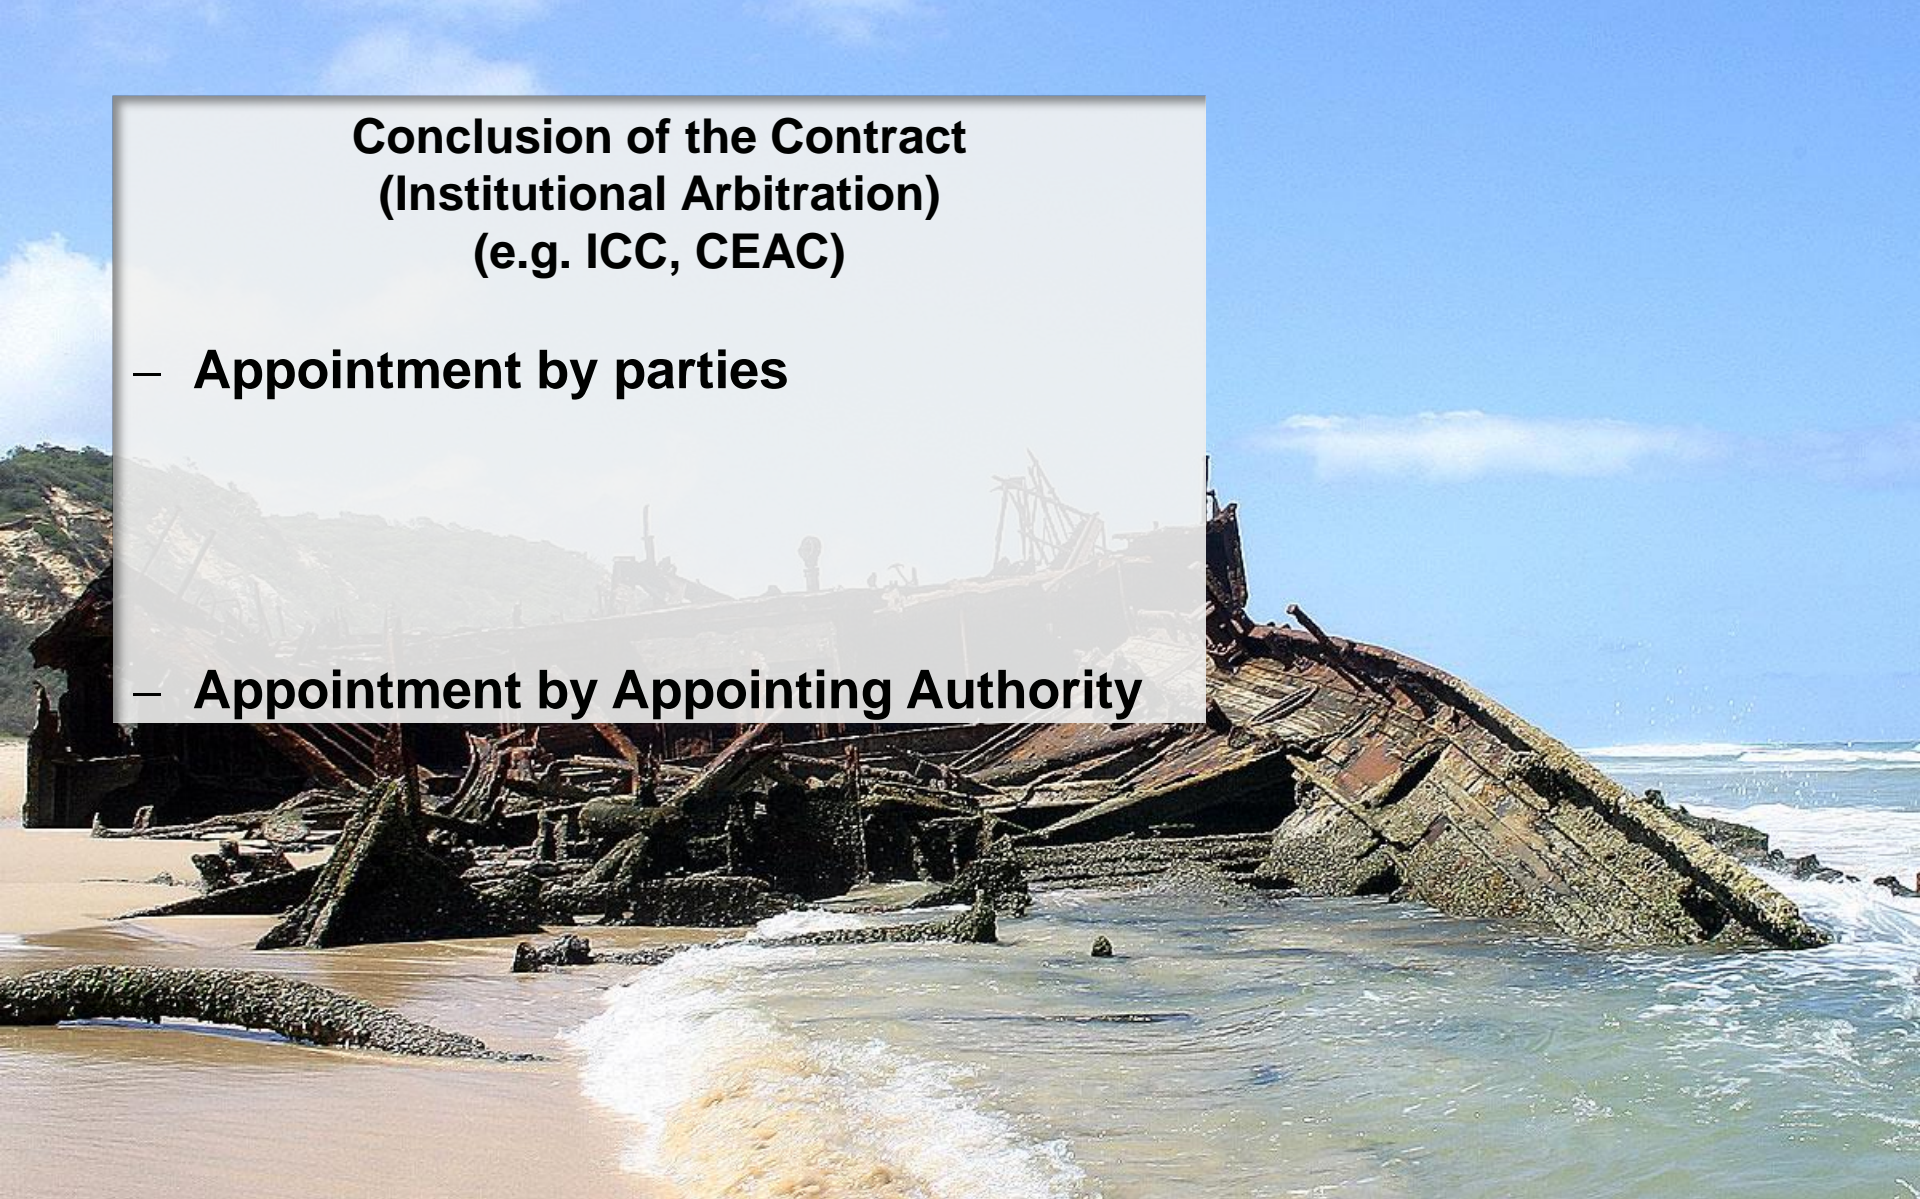 Conclusion of the Contract
(Institutional Arbitration)
(e.g. ICC, CEAC)
– Appointment by parties
– Appointment by Appointing Authority